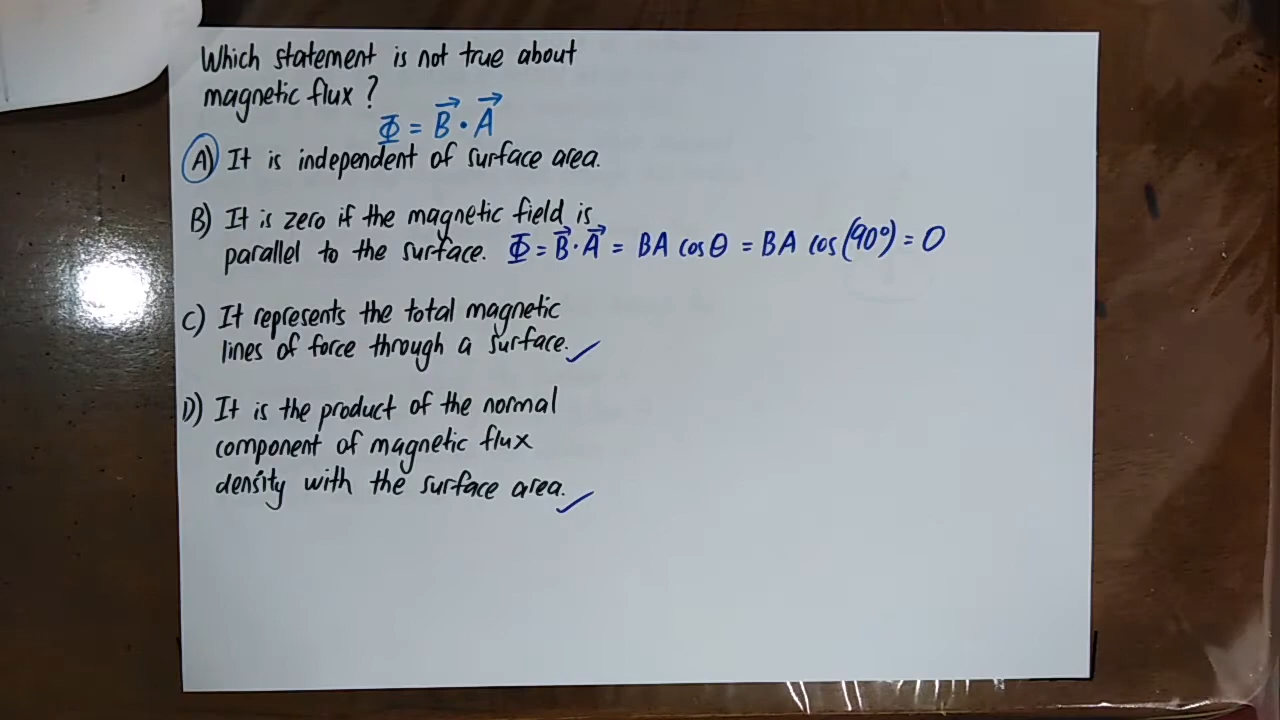 Which statement is not true about
magnetic flux?
Φ = B⃗ · A⃗
A) It is independent of surface area.
B) It is zero if the magnetic field is
parallel to the surface. Φ = B⃗ · A⃗ = BA cosθ = BA cos(90°) = 0
C) It represents the total magnetic
lines of force through a surface. ✓
D) It is the product of the normal
component of magnetic flux
density with the surface area. ✓